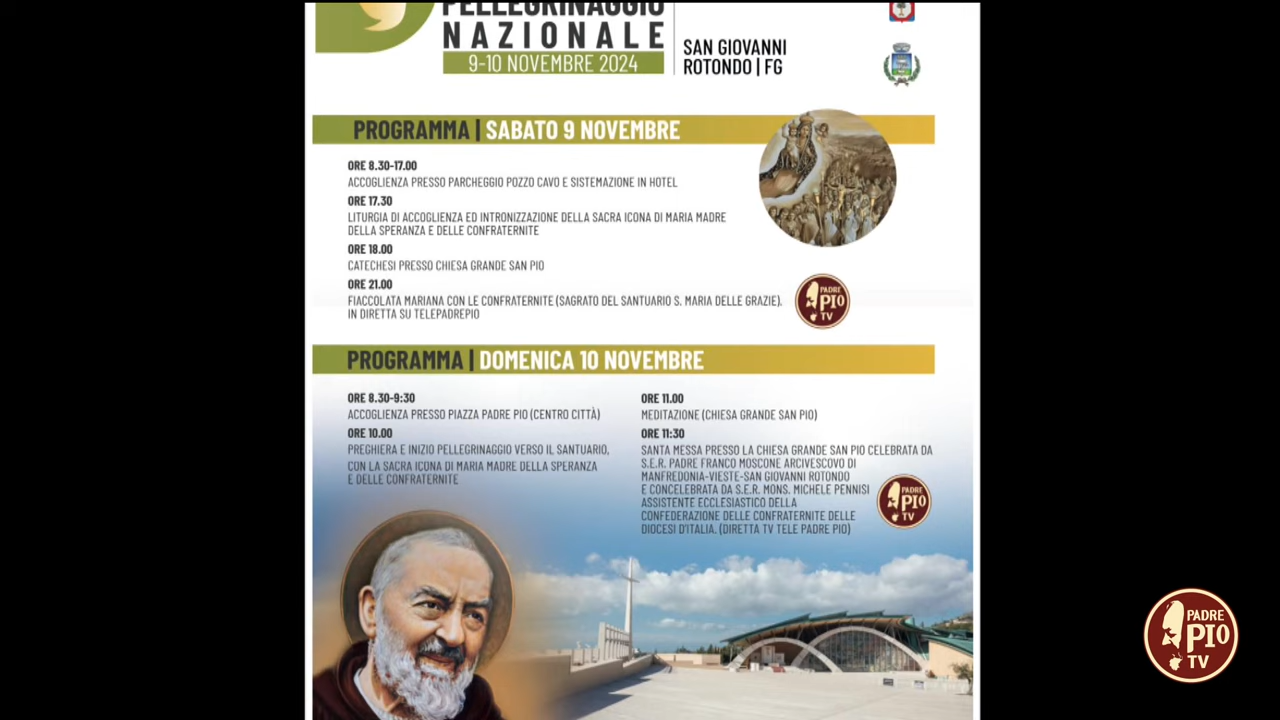 PELLEGRINAGGIO
NAZIONALE
9-10 NOVEMBRE 2024
SAN GIOVANNI
ROTONDO | FG
PROGRAMMA | SABATO 9 NOVEMBRE
ORE 8.30-17.00
ACCOGLIENZA PRESSO PARCHEGGIO POZZO CAVO E SISTEMAZIONE IN HOTEL
ORE 17.30
LITURGIA DI ACCOGLIENZA ED INTRONIZZAZIONE DELLA SACRA ICONA DI MARIA MADRE
DELLA SPERANZA E DELLE CONFRATERNITE
ORE 18.00
CATECHESI PRESSO CHIESA GRANDE SAN PIO
ORE 21.00
FIACCOLATA MARIANA CON LE CONFRATERNITE (SAGRATO DEL SANTUARIO S. MARIA DELLE GRAZIE).
IN DIRETTA SU TELEPADREPIO
PADRE
PIO
TV
PROGRAMMA | DOMENICA 10 NOVEMBRE
ORE 8.30-9:30
ACCOGLIENZA PRESSO PIAZZA PADRE PIO (CENTRO CITTÀ)
ORE 10.00
PREGHIERA E INIZIO PELLEGRINAGGIO VERSO IL SANTUARIO,
CON LA SACRA ICONA DI MARIA MADRE DELLA SPERANZA
E DELLE CONFRATERNITE
ORE 11.00
MEDITAZIONE (CHIESA GRANDE SAN PIO)
ORE 11:30
SANTA MESSA PRESSO LA CHIESA GRANDE SAN PIO CELEBRATA DA
S.E.R. PADRE FRANCO MOSCONE ARCIVESCOVO DI
MANFREDONIA-VIESTE-SAN GIOVANNI ROTONDO
E CONCELEBRATA DA S.E.R. MONS. MICHELE PENNISI
ASSISTENTE ECCLESIASTICO DELLA
CONFEDERAZIONE DELLE CONFRATERNITE DELLE
DIOCESI D'ITALIA. (DIRETTA TV TELE PADRE PIO)
PADRE
PIO
TV
PADRE
PIO
TV